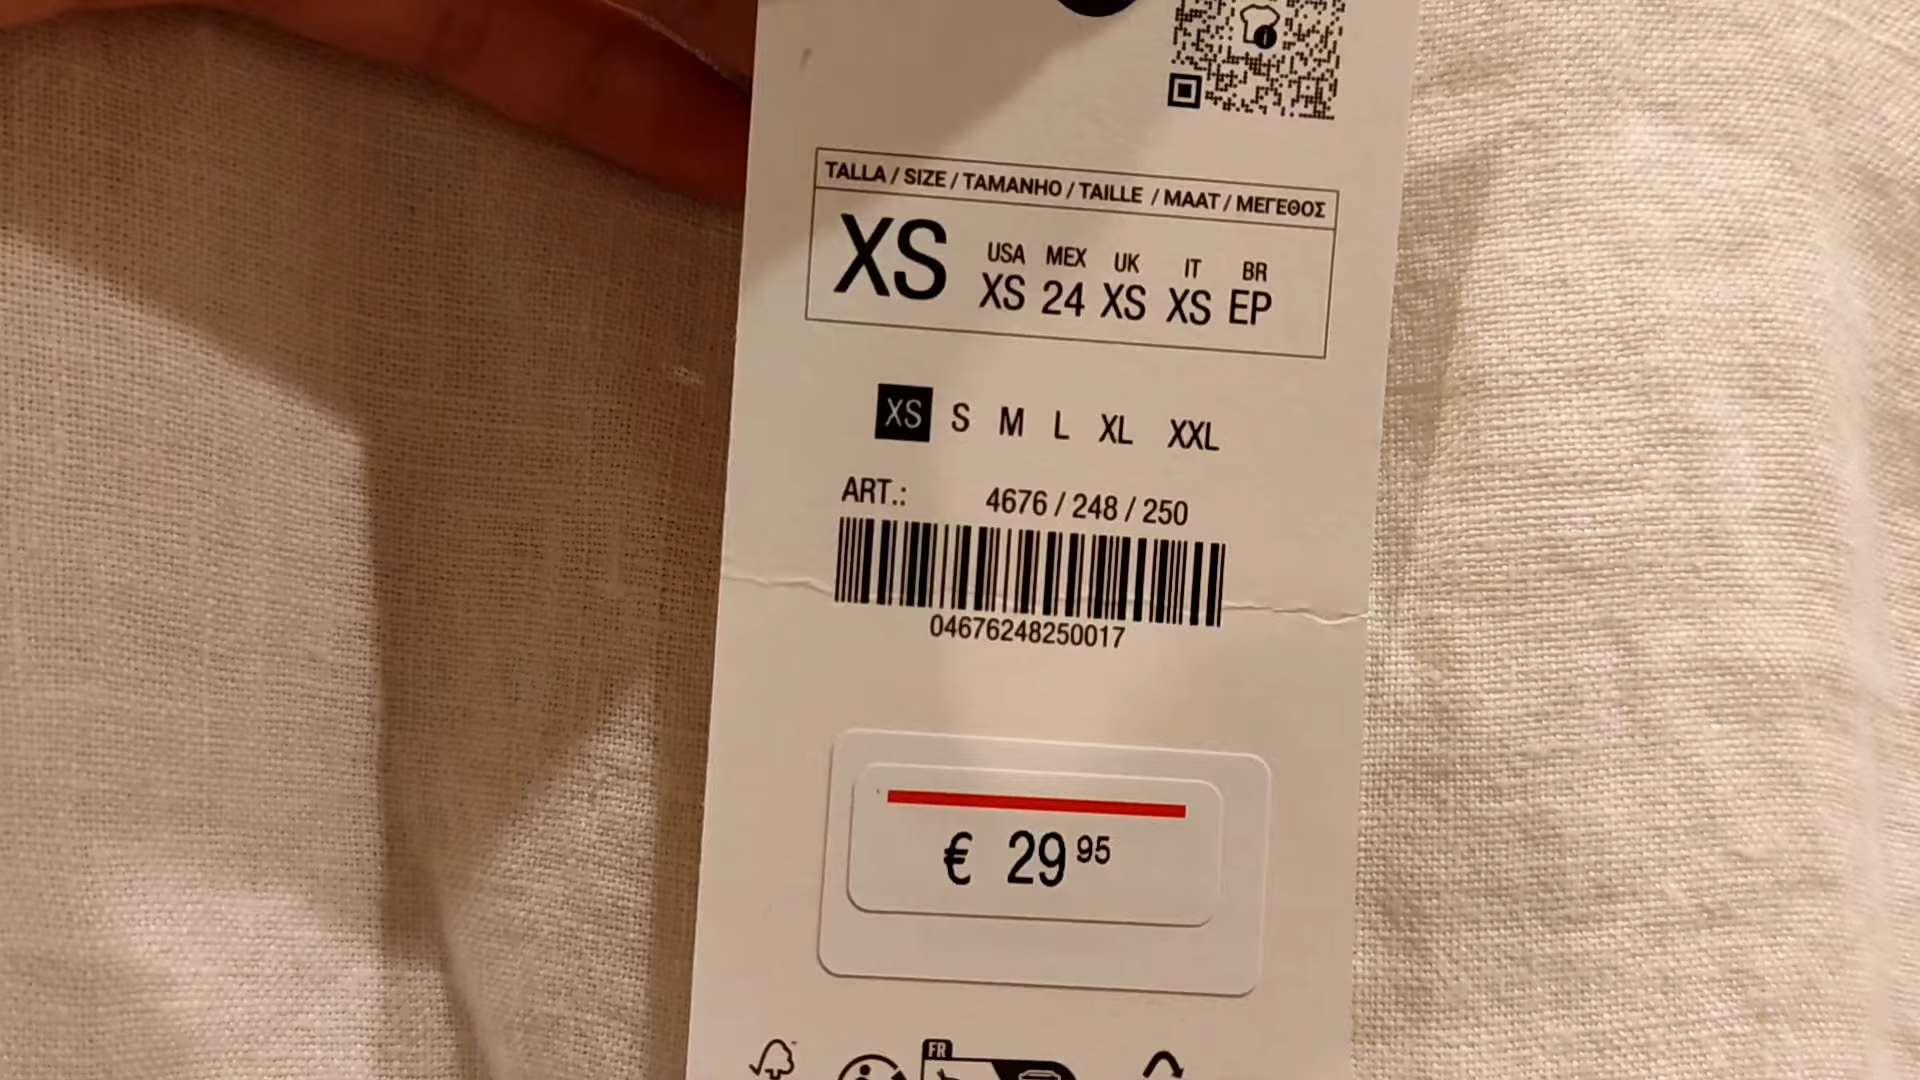 TALLA / SIZE / TAMANHO / TAILLE / MAAT / ΜΕΓΕΘΟΣ
USA MEX UK IT BR
XS XS 24 XS XS EP
XS S M L XL XXL
ART.: 4676 / 248 / 250
04676248250017
€ 29 95
FR